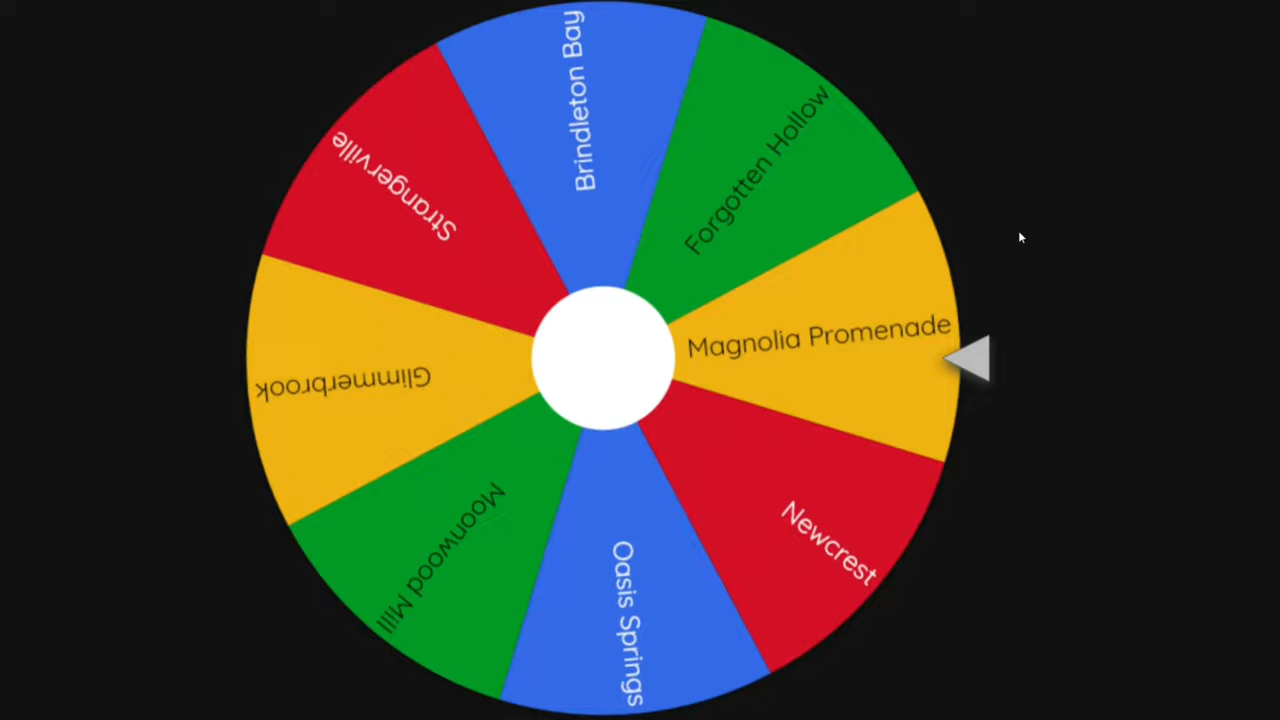 Brindleton Bay
Forgotten Hollow
Magnolia Promenade
Newcrest
Oasis Springs
Moonwood Mill
Glimmerbrook
Strangerville